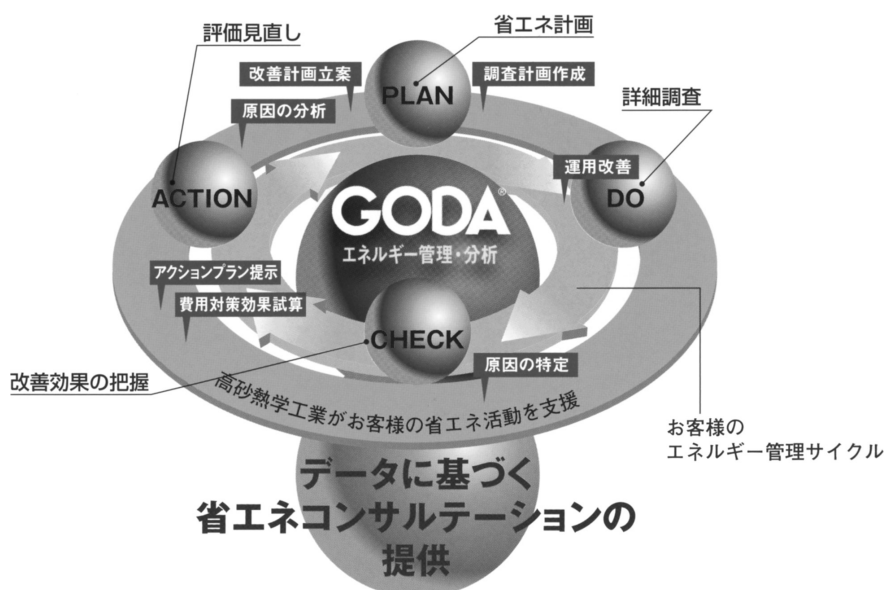 評価見直し
省エネ計画
改善計画立案
PLAN
調査計画作成
原因の分析
詳細調査
ACTION
運用改善
DO
GODA®
エネルギー管理・分析
アクションプラン提示
費用対策効果試算
CHECK
原因の特定
改善効果の把握
高砂熱学工業がお客様の省エネ活動を支援
お客様の
エネルギー管理サイクル
データに基づく
省エネコンサルテーションの
提供